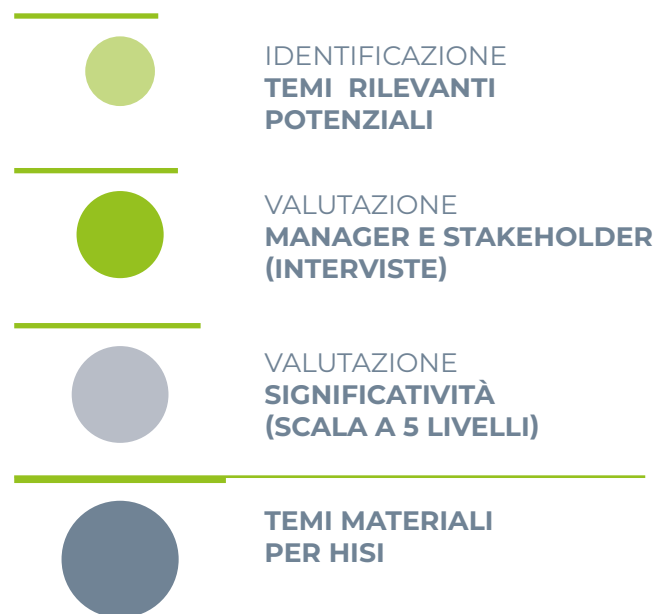 IDENTIFICAZIONE
TEMI RILEVANTI
POTENZIALI
VALUTAZIONE
MANAGER E STAKEHOLDER
(INTERVISTE)
VALUTAZIONE
SIGNIFICATIVITÀ
(SCALA A 5 LIVELLI)
TEMI MATERIALI
PER HISI